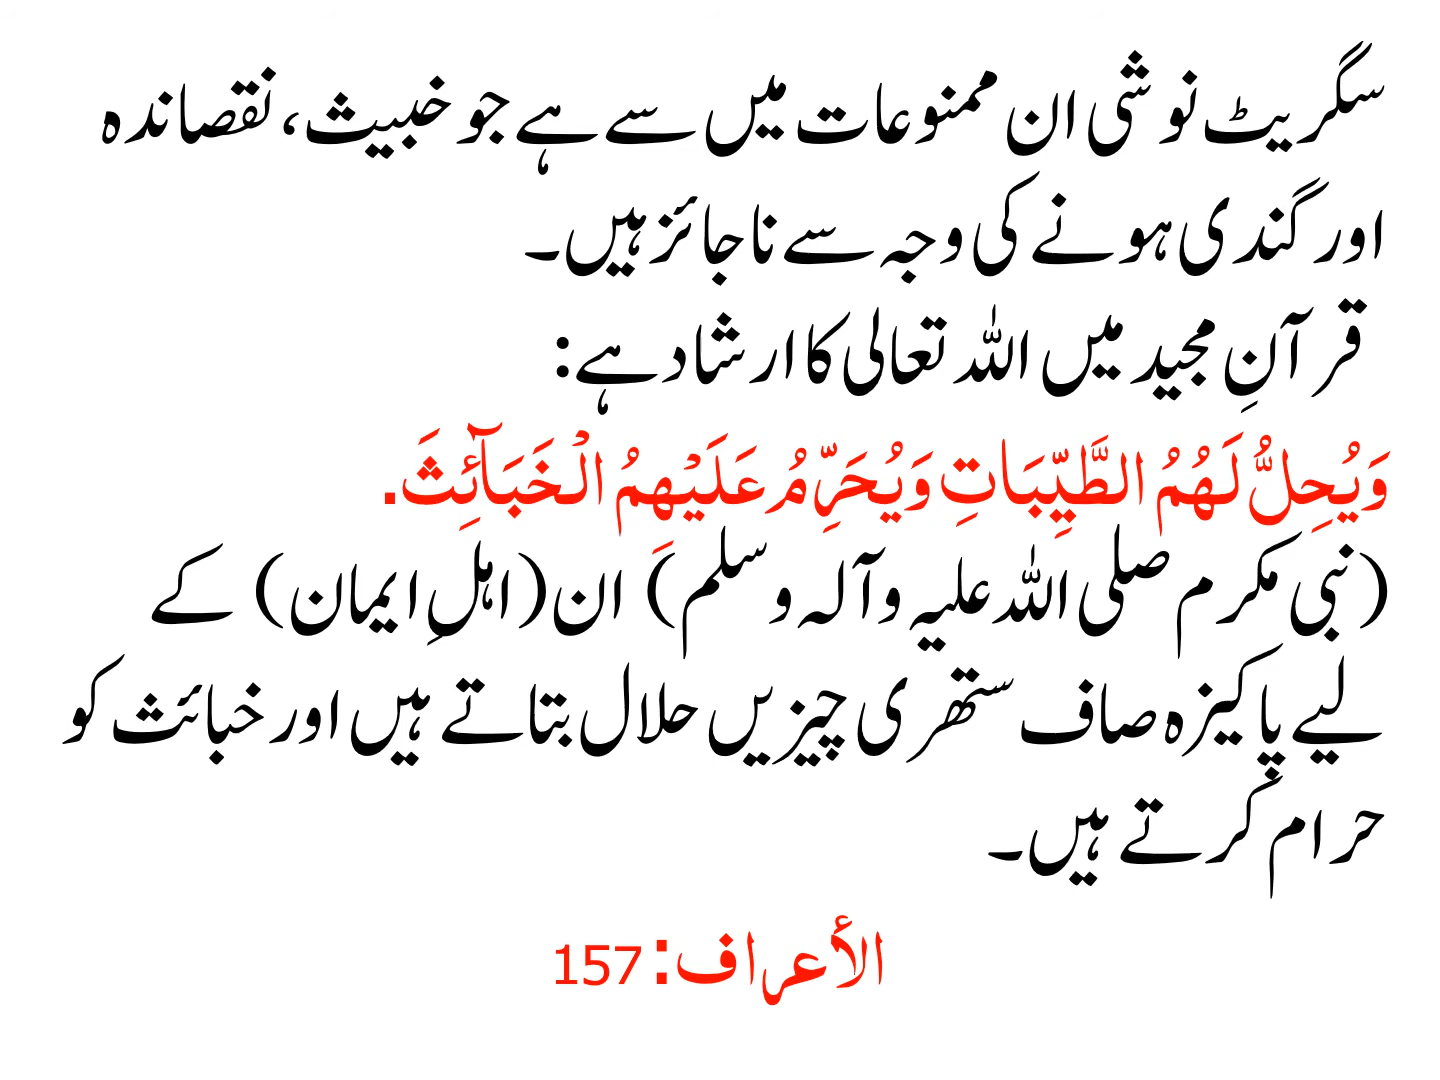 سگریٹ نوشی ان ممنوعات میں سے ہے جو خبیث، نقصاندہ
اور گندی ہونے کی وجہ سے ناجائز ہیں۔
قرآنِ مجید میں اللہ تعالی کا ارشاد ہے:
وَيُحِلُّ لَهُمُ الطَّيِّبَاتِ وَيُحَرِّمُ عَلَيْهِمُ الْخَبَآئِثَ.
(نبی مکرم صلی اللہ علیہ وآلہ وسلم) ان (اہلِ ایمان) کے
لیے پاکیزہ صاف ستھری چیزیں حلال بتاتے ہیں اور خبائث کو
حرام کرتے ہیں۔
الأعراف: 157